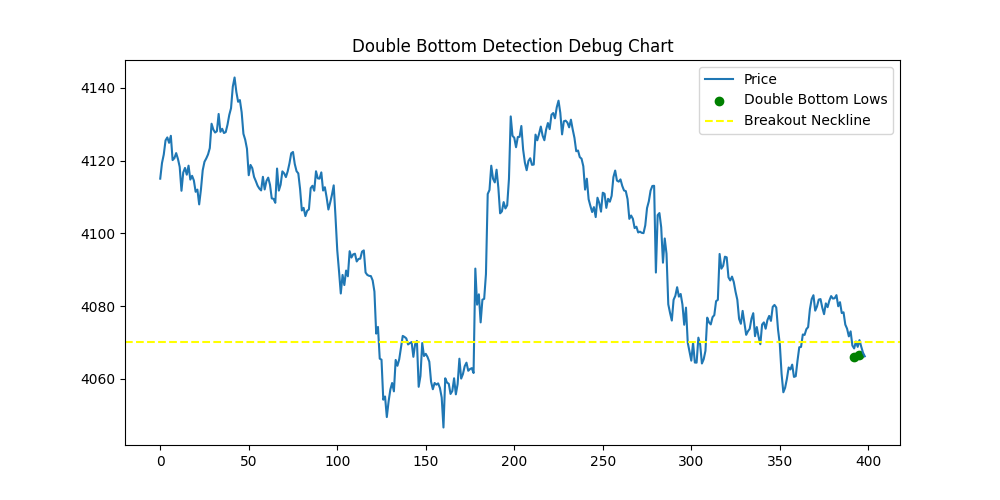 Double Bottom Detection Debug Chart
Price
Double Bottom Lows
Breakout Neckline
4140
4120
4100
4080
4060
0 50 100 150 200 250 300 350 400